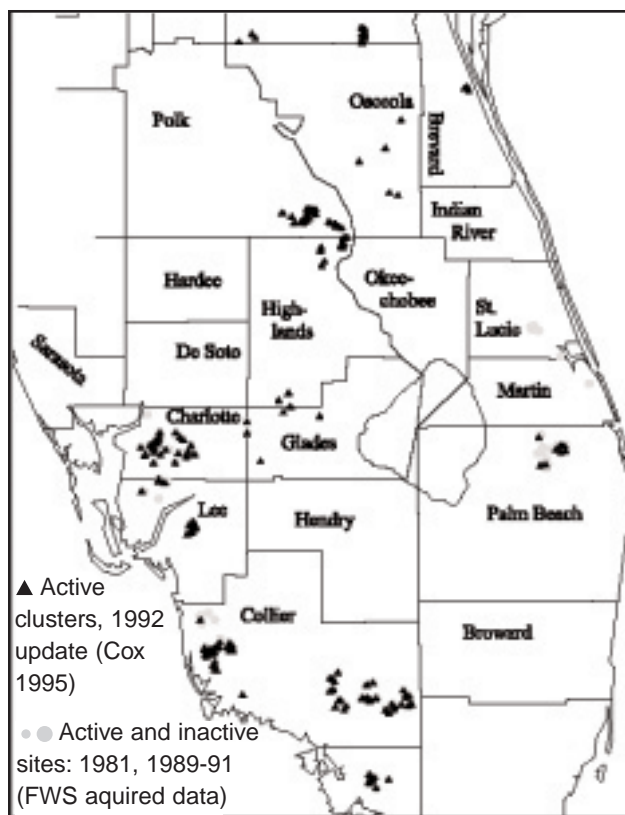 Osceola
Polk
Brevard
Indian
River
Hardee
Okee-
chobee
High-
lands
St.
Lucie
De Soto
Sarasota
Martin
Charlotte
Glades
Lee
Hendry
Palm Beach
▲ Active
clusters, 1992
update (Cox
1995)
Collier
Broward
Active and inactive
sites: 1981, 1989-91
(FWS aquired data)